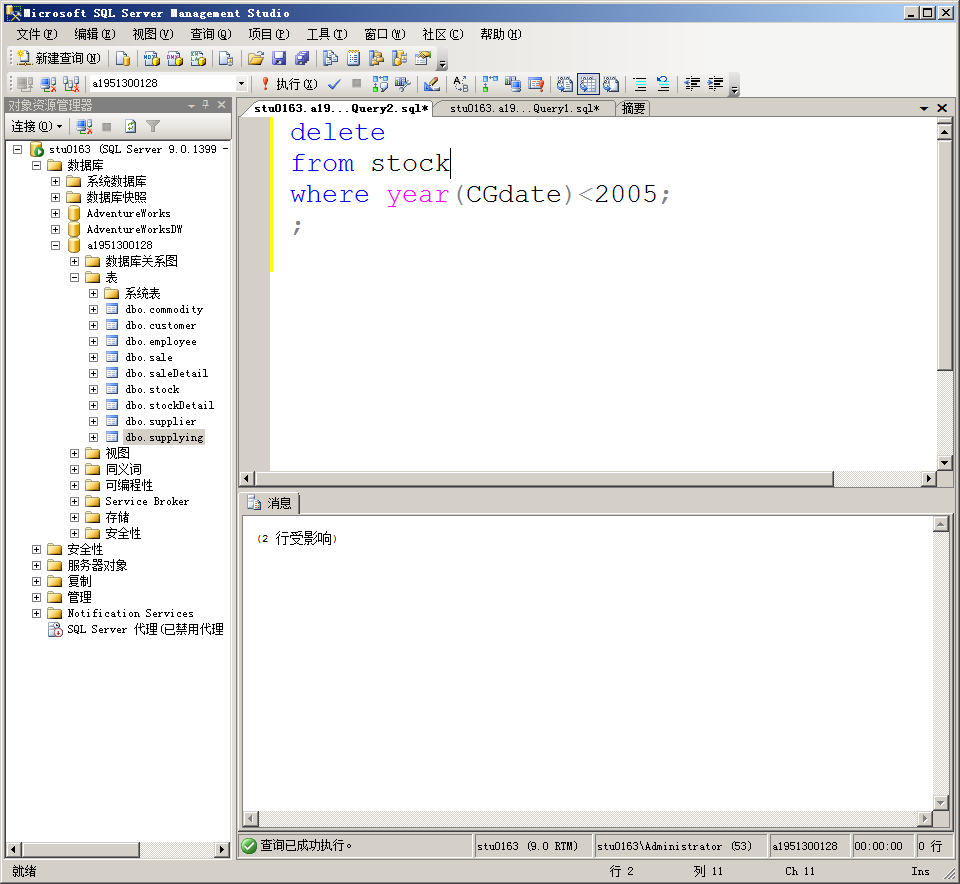 Microsoft SQL Server Management Studio
文件(F) 编辑(E) 视图(V) 查询(Q) 项目(P) 工具(T) 窗口(W) 社区(C) 帮助(H)
新建查询(N)
a1951300128 执行(X)
对象资源管理器
连接(O)
stu0163 (SQL Server 9.0.1399 -
数据库
系统数据库
数据库快照
AdventureWorks
AdventureWorksDW
a1951300128
数据库关系图
表
系统表
dbo.commodity
dbo.customer
dbo.employee
dbo.sale
dbo.saleDetail
dbo.stock
dbo.stockDetail
dbo.supplier
dbo.supplying
视图
同义词
可编程性
Service Broker
存储
安全性
安全性
服务器对象
复制
管理
Notification Services
SQL Server 代理(已禁用代理
stu0163.a19...Query2.sql* stu0163.a19...Query1.sql* 摘要
delete
from stock
where year(CGdate)<2005;
;
消息
(2 行受影响)
查询已成功执行。 stu0163 (9.0 RTM) stu0163\Administrator (53) a1951300128 00:00:00 0 行
就绪 行 2 列 11 Ch 11 Ins